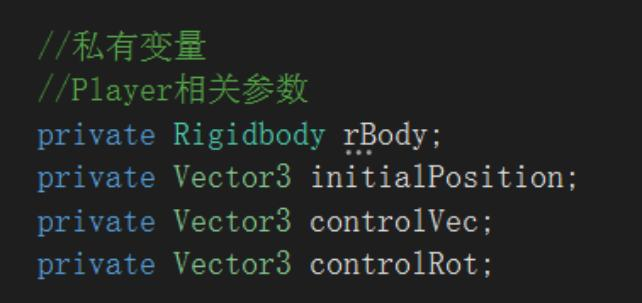 //私有变量
//Player相关参数
private Rigidbody rBody;
private Vector3 initialPosition;
private Vector3 controlVec;
private Vector3 controlRot;